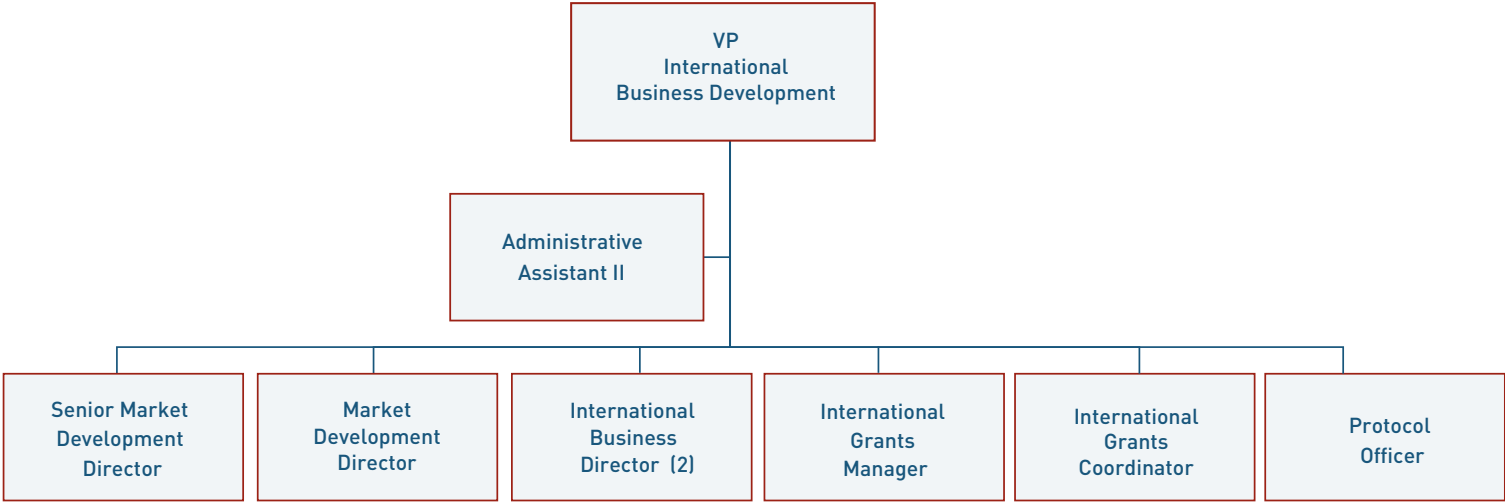 VP
International
Business Development
Administrative
Assistant II
Senior Market
Development
Director
Market
Development
Director
International
Business
Director (2)
International
Grants
Manager
International
Grants
Coordinator
Protocol
Officer